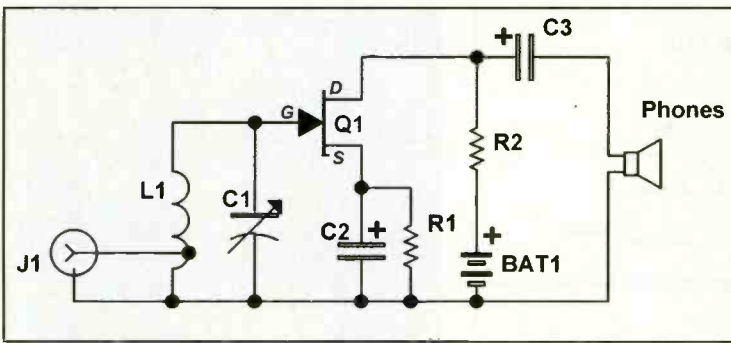 + C3
D
G Q1
Phones
S
R2
L1
C1
C2 + R1
+
J1
BAT1